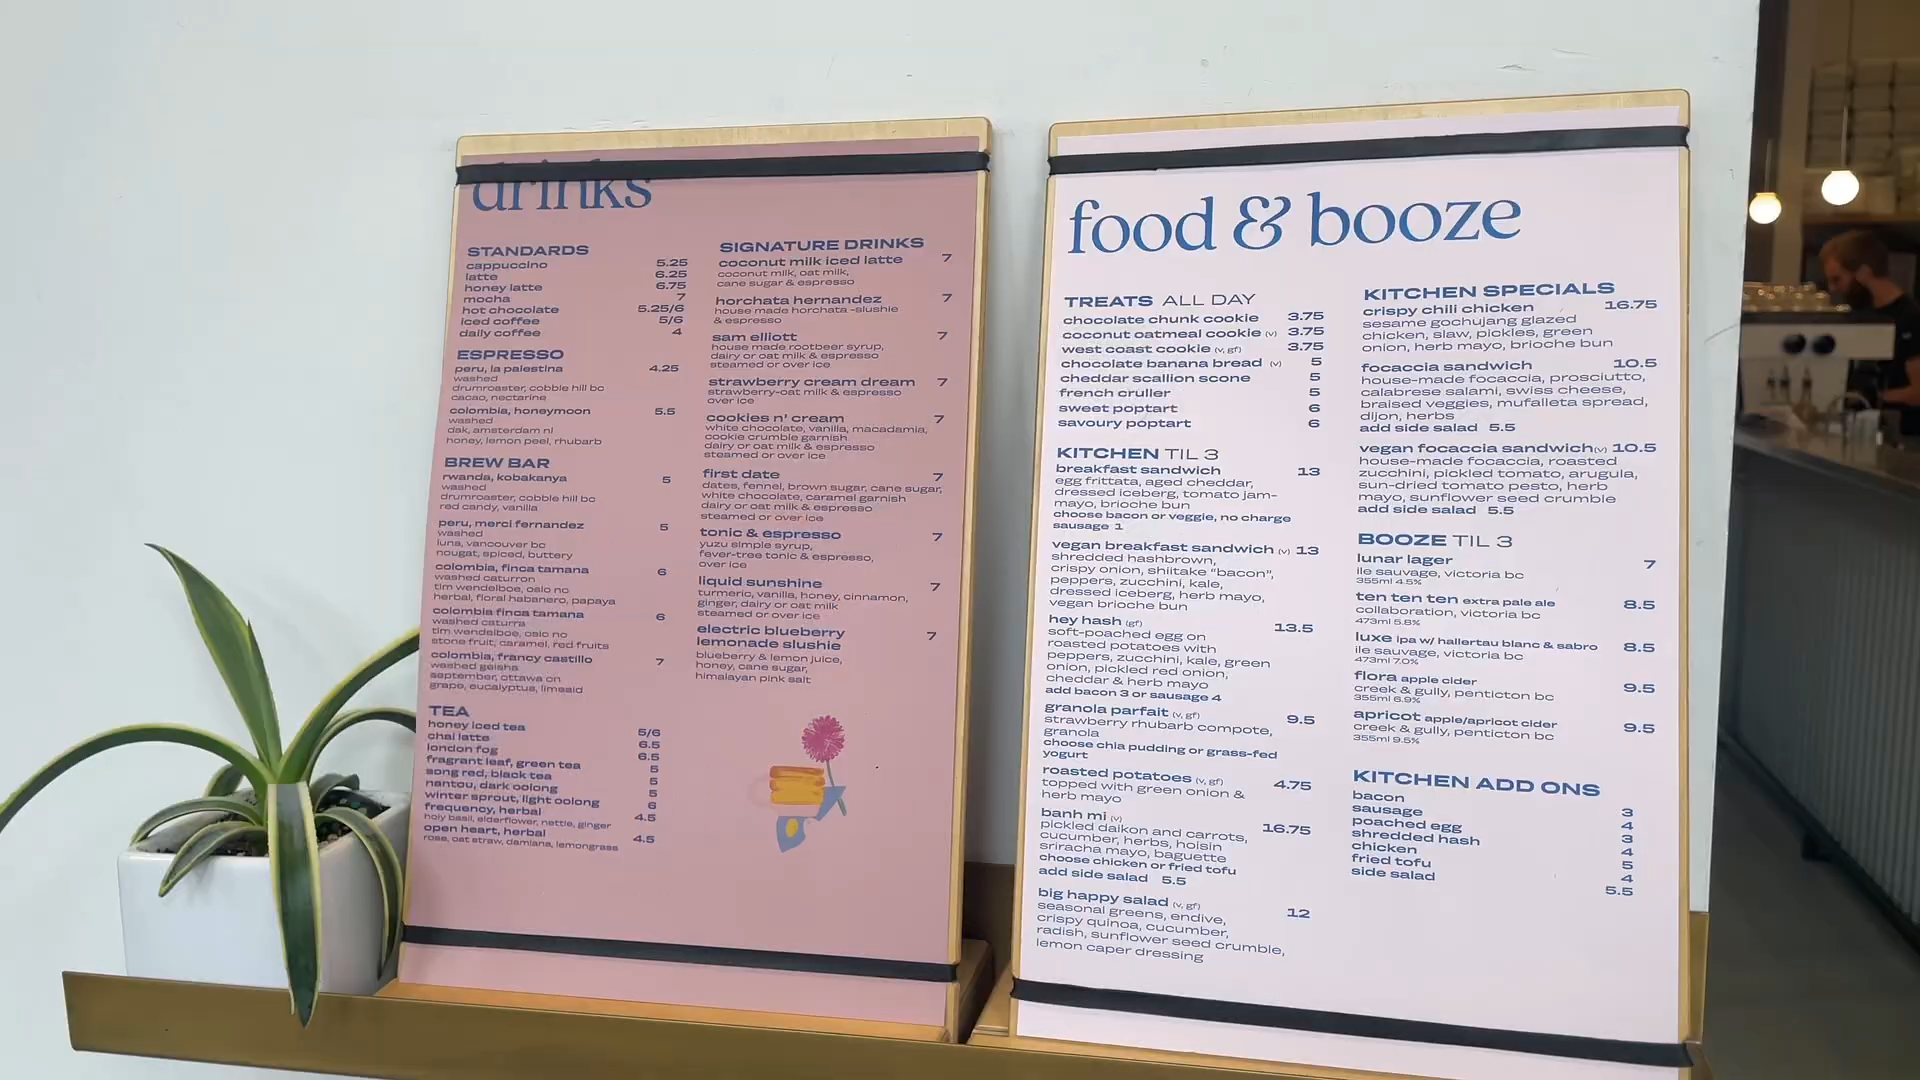 drinks
STANDARDS
cappuccino 5.25
latte 6.25
honey latte 6.75
mocha 7
hot chocolate 5.25/6
iced coffee 5/6
daily coffee 4
ESPRESSO
peru, la palestina 4.25
washed
drumroaster, cobble hill bc
cacao, nectarine
colombia, honeymoon 5.5
washed
dak, amsterdam nl
honey, lemon peel, rhubarb
BREW BAR
rwanda, kobakanya 5
washed
drumroaster, cobble hill bc
red candy, vanilla
peru, merci fernandez 5
washed
luna, vancouver bc
nougat, spiced, buttery
colombia, finca tamana 6
washed caturron
tim wendelboe, oslo no
herbal, floral habanero, papaya
colombia finca tamana 6
washed caturra
tim wendelboe, oslo no
stone fruit, caramel, red fruits
colombia, francy castillo 7
washed geisha
september, ottawa on
grape, eucalyptus, limeaid
TEA
honey iced tea 5/6
chai latte 6.5
london fog 6.5
fragrant leaf, green tea 5
song red, black tea 5
nantou, dark oolong 5
winter sprout, light oolong 6
frequency, herbal 4.5
holy basil, elderflower, nettle, ginger
open heart, herbal 4.5
rose, oat straw, damiana, lemongrass
SIGNATURE DRINKS
coconut milk iced latte 7
coconut milk, oat milk,
cane sugar & espresso
horchata hernandez 7
house made horchata -slushie
& espresso
sam elliott 7
house made rootbeer syrup,
dairy or oat milk & espresso
steamed or over ice
strawberry cream dream 7
strawberry-oat milk & espresso
over ice
cookies n' cream 7
white chocolate, vanilla, macadamia,
cookie crumble garnish
dairy or oat milk & espresso
steamed or over ice
first date 7
dates, fennel, brown sugar, cane sugar,
white chocolate, caramel garnish
dairy or oat milk & espresso
steamed or over ice
tonic & espresso 7
yuzu simple syrup,
fever-tree tonic & espresso,
over ice
liquid sunshine 7
turmeric, vanilla, honey, cinnamon,
ginger, dairy or oat milk
steamed or over ice
electric blueberry 7
lemonade slushie
blueberry & lemon juice,
honey, cane sugar,
himalayan pink salt
food & booze
TREATS ALL DAY
chocolate chunk cookie 3.75
coconut oatmeal cookie (v) 3.75
west coast cookie (v, gf) 3.75
chocolate banana bread (v) 5
cheddar scallion scone 5
french cruller 5
sweet poptart 6
savoury poptart 6
KITCHEN TIL 3
breakfast sandwich 13
egg frittata, aged cheddar,
dressed iceberg, tomato jam-
mayo, brioche bun
choose bacon or veggie, no charge
sausage 1
vegan breakfast sandwich (v) 13
shredded hashbrown,
crispy onion, shiitake "bacon",
peppers, zucchini, kale,
dressed iceberg, herb mayo,
vegan brioche bun
hey hash (gf) 13.5
soft-poached egg on
roasted potatoes with
peppers, zucchini, kale, green
onion, pickled red onion,
cheddar & herb mayo
add bacon 3 or sausage 4
granola parfait (v, gf) 9.5
strawberry rhubarb compote,
granola
choose chia pudding or grass-fed
yogurt
roasted potatoes (v, gf) 4.75
topped with green onion &
herb mayo
banh mi (v) 16.75
pickled daikon and carrots,
cucumber, herbs, hoisin
sriracha mayo, baguette
choose chicken or fried tofu
add side salad 5.5
big happy salad (v, gf) 12
seasonal greens, endive,
crispy quinoa, cucumber,
radish, sunflower seed crumble,
lemon caper dressing
KITCHEN SPECIALS
crispy chili chicken 16.75
sesame gochujang glazed
chicken, slaw, pickles, green
onion, herb mayo, brioche bun
focaccia sandwich 10.5
house-made focaccia, prosciutto,
calabrese salami, swiss cheese,
braised veggies, mufalleta spread,
dijon, herbs
add side salad 5.5
vegan focaccia sandwich(v) 10.5
house-made focaccia, roasted
zucchini, pickled tomato, arugula,
sun-dried tomato pesto, herb
mayo, sunflower seed crumble
add side salad 5.5
BOOZE TIL 3
lunar lager 7
ile sauvage, victoria bc
355ml 4.5%
ten ten ten extra pale ale 8.5
collaboration, victoria bc
473ml 5.8%
luxe ipa w/ hallertau blanc & sabro 8.5
ile sauvage, victoria bc
473ml 7.0%
flora apple cider 9.5
creek & gully, penticton bc
355ml 6.9%
apricot apple/apricot cider 9.5
creek & gully, penticton bc
355ml 9.5%
KITCHEN ADD ONS
bacon 3
sausage 4
poached egg 3
shredded hash 4
chicken 5
fried tofu 4
side salad 5.5